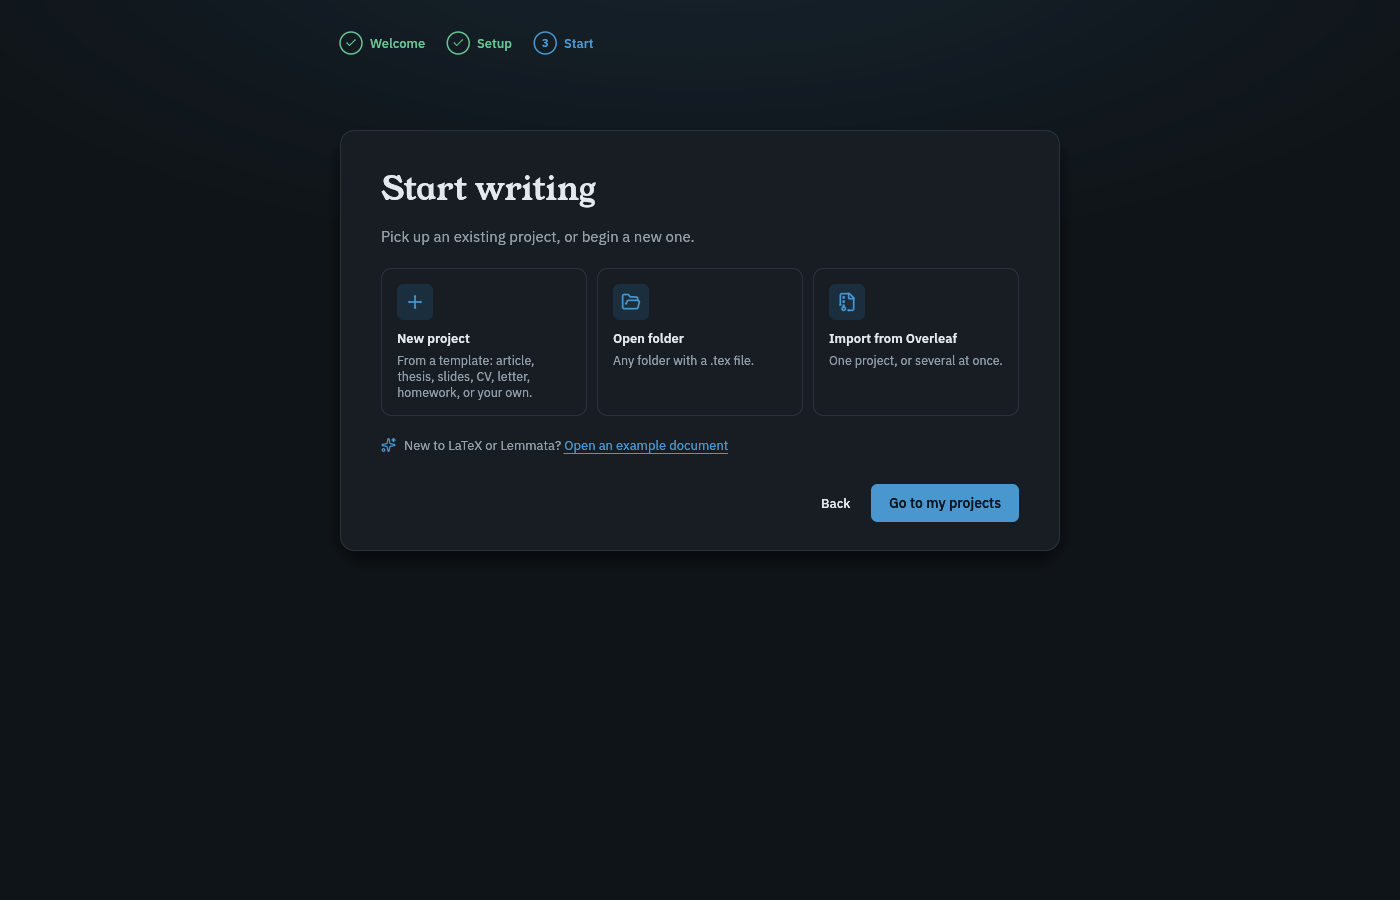 Welcome
Setup
3 Start
Start writing
Pick up an existing project, or begin a new one.
New project
From a template: article,
thesis, slides, CV, letter,
homework, or your own.
Open folder
Any folder with a .tex file.
Import from Overleaf
One project, or several at once.
New to LaTeX or Lemmata? Open an example document
Back
Go to my projects